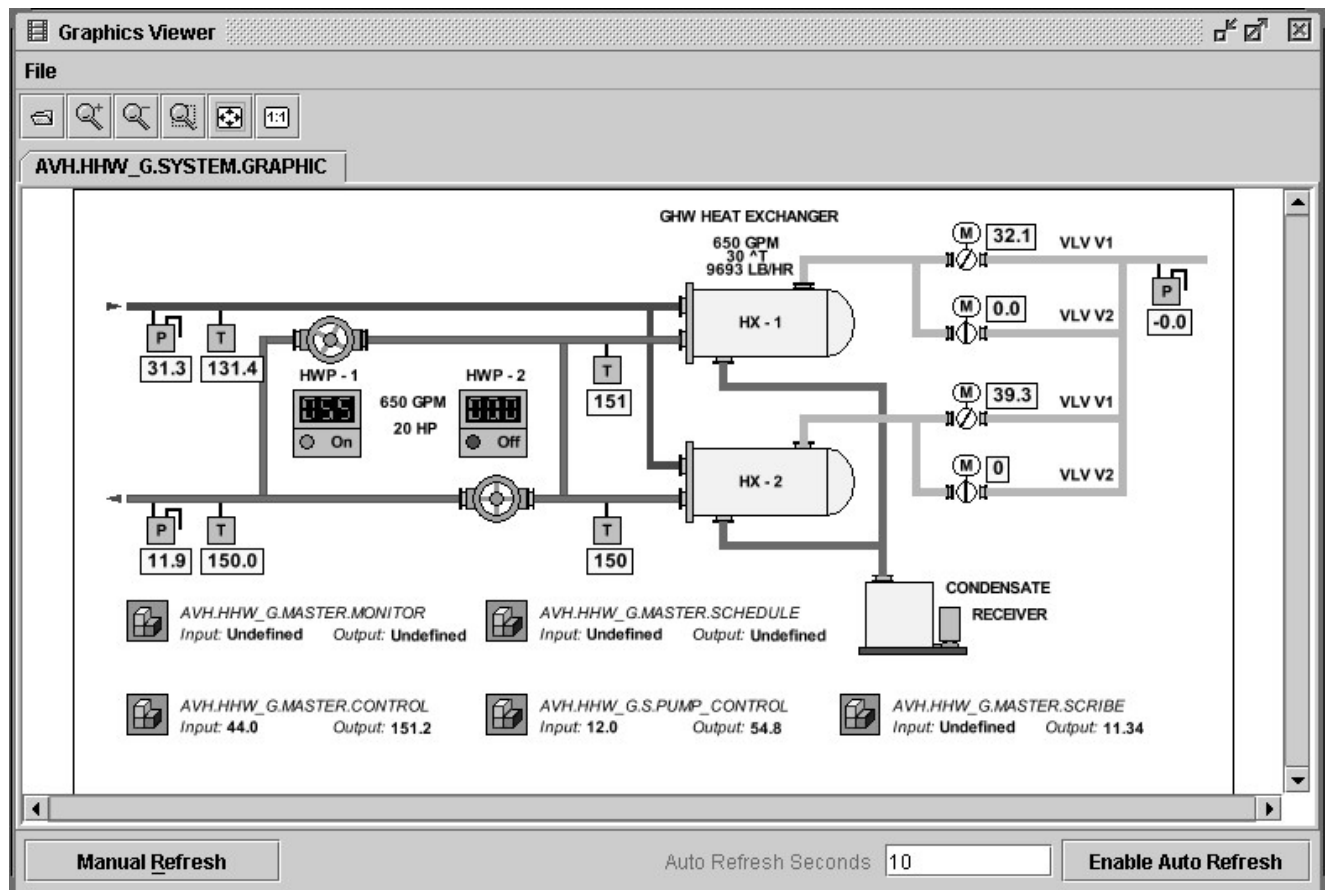 Graphics Viewer
File
1:1
AVH.HHW_G.SYSTEM.GRAPHIC
GHW HEAT EXCHANGER
650 GPM
30 ^T
9693 LB/HR
M 32.1 VLV V1
P
-0.0
M 0.0 VLV V2
HX - 1
P T
31.3 131.4
HWP - 1 HWP - 2
T
151
055 650 GPM 000
On 20 HP Off
M 39.3 VLV V1
M 0 VLV V2
HX - 2
P T T
11.9 150.0 150
CONDENSATE
RECEIVER
AVH.HHW_G.MASTER.MONITOR
Input: Undefined Output: Undefined
AVH.HHW_G.MASTER.SCHEDULE
Input: Undefined Output: Undefined
AVH.HHW_G.MASTER.CONTROL
Input: 44.0 Output: 151.2
AVH.HHW_G.S.PUMP_CONTROL
Input: 12.0 Output: 54.8
AVH.HHW_G.MASTER.SCRIBE
Input: Undefined Output: 11.34
Manual Refresh Auto Refresh Seconds 10 Enable Auto Refresh